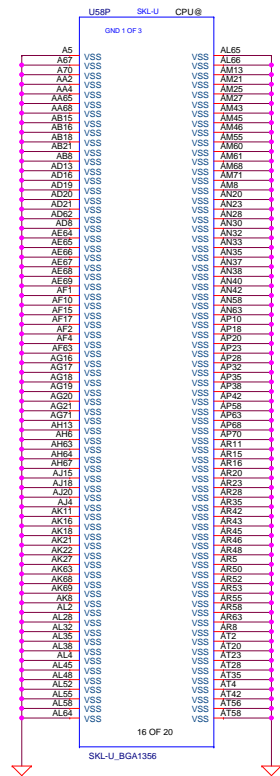 U58P SKL-U CPU@
GND 1 OF 3
A5 VSS VSS AL65
A67 VSS VSS AL66
A70 VSS VSS AM13
AA2 VSS VSS AM21
AA4 VSS VSS AM25
AA65 VSS VSS AM27
AA68 VSS VSS AM43
AB15 VSS VSS AM45
AB16 VSS VSS AM46
AB18 VSS VSS AM55
AB21 VSS VSS AM60
AB8 VSS VSS AM61
AD13 VSS VSS AM68
AD16 VSS VSS AM71
AD19 VSS VSS AM8
AD20 VSS VSS AN20
AD21 VSS VSS AN23
AD62 VSS VSS AN28
AD8 VSS VSS AN30
AE64 VSS VSS AN32
AE65 VSS VSS AN33
AE66 VSS VSS AN35
AE67 VSS VSS AN37
AE68 VSS VSS AN38
AE69 VSS VSS AN40
AF1 VSS VSS AN42
AF10 VSS VSS AN58
AF15 VSS VSS AN63
AF17 VSS VSS AP10
AF2 VSS VSS AP18
AF4 VSS VSS AP20
AF63 VSS VSS AP23
AG16 VSS VSS AP28
AG17 VSS VSS AP32
AG18 VSS VSS AP35
AG19 VSS VSS AP38
AG20 VSS VSS AP42
AG21 VSS VSS AP58
AG71 VSS VSS AP63
AH13 VSS VSS AP68
AH6 VSS VSS AP70
AH63 VSS VSS AR11
AH64 VSS VSS AR15
AH67 VSS VSS AR16
AJ15 VSS VSS AR20
AJ18 VSS VSS AR23
AJ20 VSS VSS AR28
AJ4 VSS VSS AR35
AK11 VSS VSS AR42
AK16 VSS VSS AR43
AK18 VSS VSS AR45
AK21 VSS VSS AR46
AK22 VSS VSS AR48
AK27 VSS VSS AR5
AK63 VSS VSS AR50
AK68 VSS VSS AR52
AK69 VSS VSS AR53
AK8 VSS VSS AR55
AL2 VSS VSS AR58
AL28 VSS VSS AR63
AL32 VSS VSS AR8
AL35 VSS VSS AT2
AL38 VSS VSS AT20
AL4 VSS VSS AT23
AL45 VSS VSS AT28
AL48 VSS VSS AT35
AL52 VSS VSS AT4
AL55 VSS VSS AT42
AL58 VSS VSS AT56
AL64 VSS VSS AT58
16 OF 20
SKL-U_BGA1356